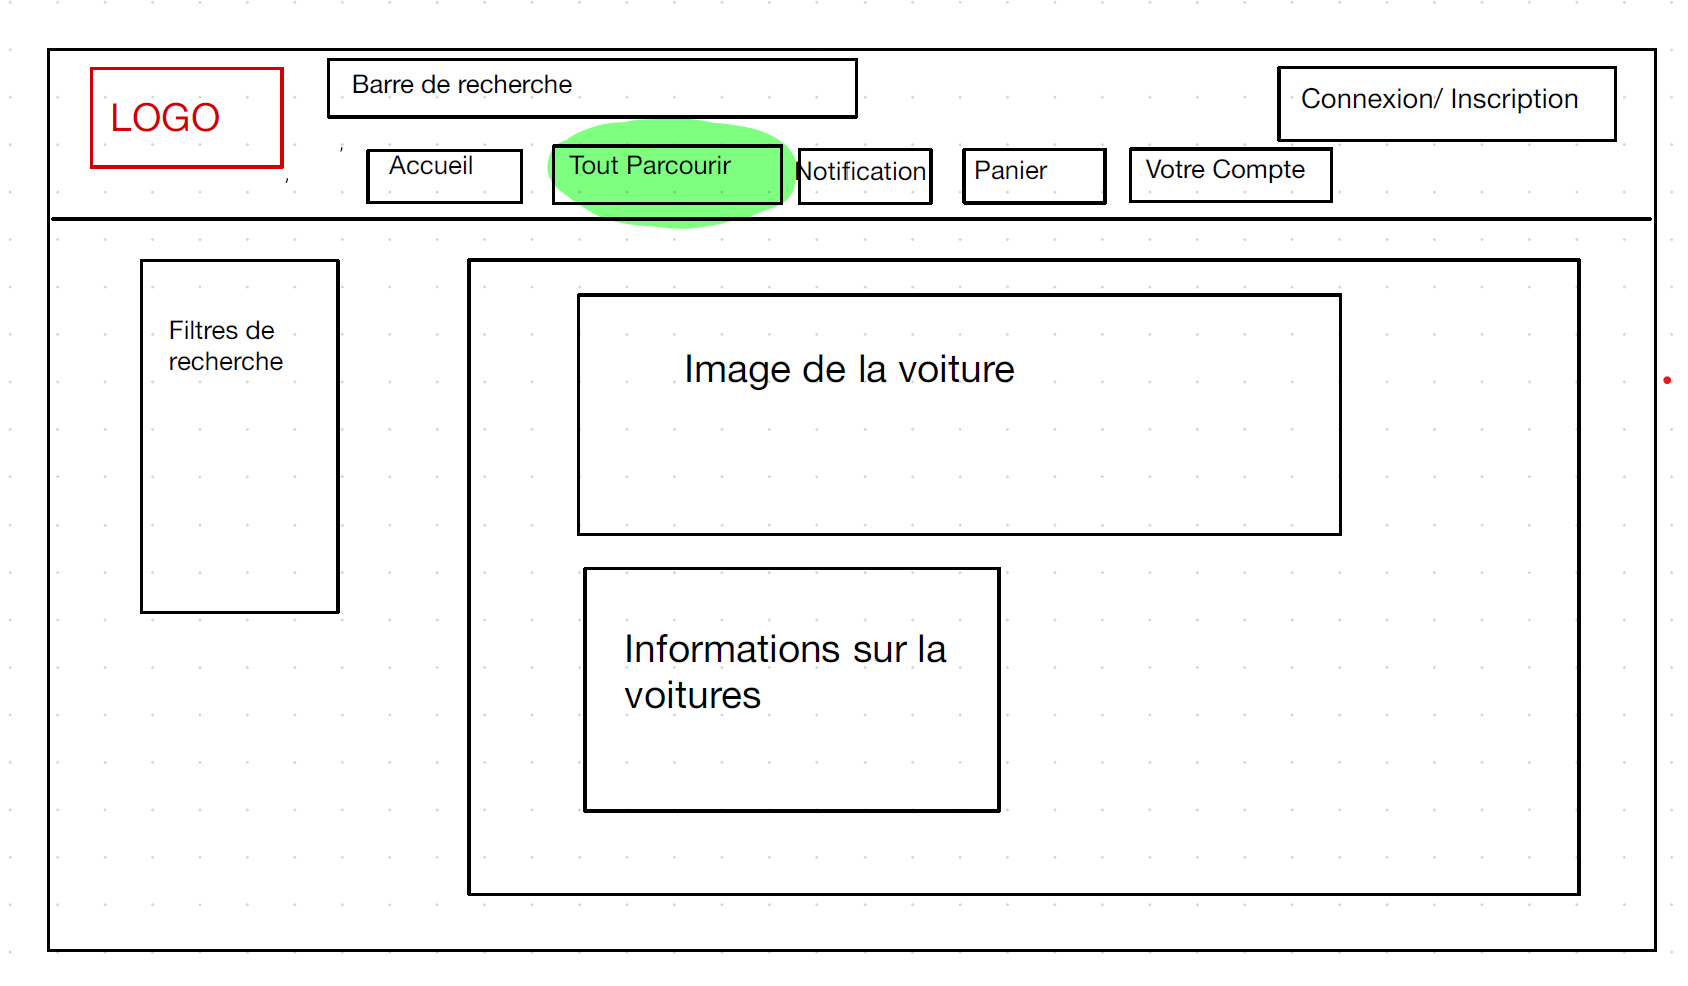 LOGO
Barre de recherche
Connexion/ Inscription
Accueil
Tout Parcourir
Notification
Panier
Votre Compte
Filtres de
recherche
Image de la voiture
Informations sur la
voitures